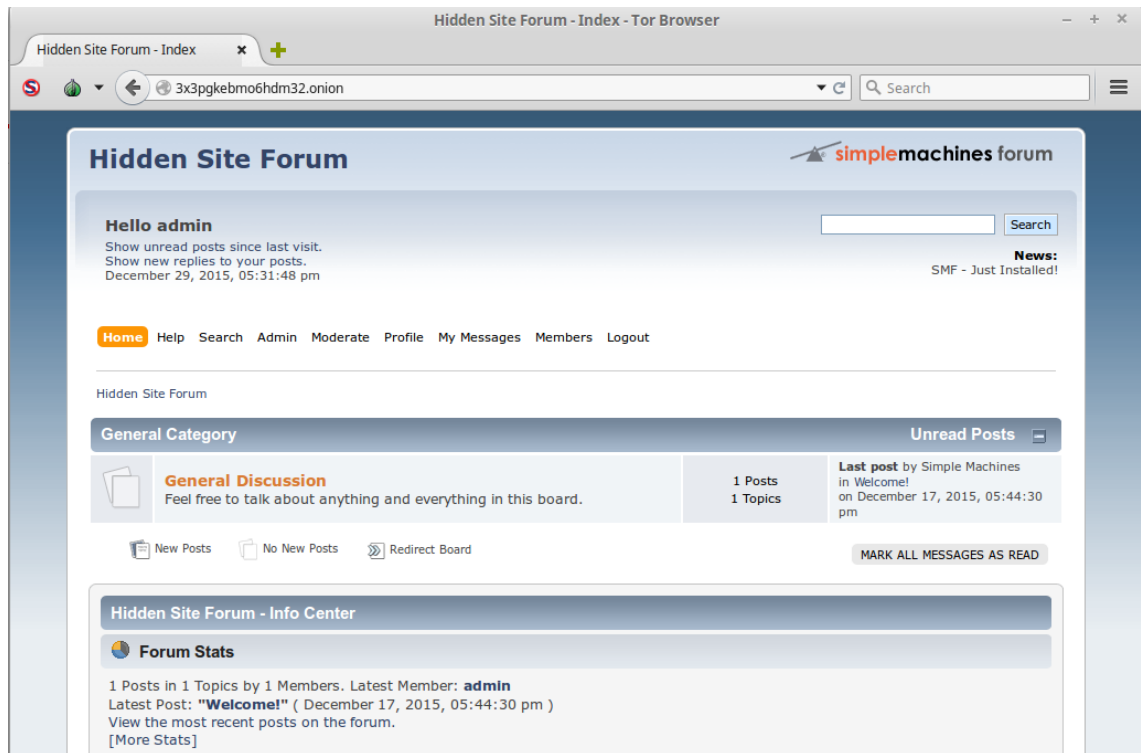 Hidden Site Forum - Index - Tor Browser
Hidden Site Forum - Index
3x3pgkebmo6hdm32.onion
Search
Hidden Site Forum
simplemachines forum
Hello admin
Show unread posts since last visit.
Show new replies to your posts.
December 29, 2015, 05:31:48 pm
Search
News:
SMF - Just Installed!
Home Help Search Admin Moderate Profile My Messages Members Logout
Hidden Site Forum
General Category
Unread Posts
General Discussion
Feel free to talk about anything and everything in this board.
1 Posts
1 Topics
Last post by Simple Machines
in Welcome!
on December 17, 2015, 05:44:30
pm
New Posts No New Posts Redirect Board
MARK ALL MESSAGES AS READ
Hidden Site Forum - Info Center
Forum Stats
1 Posts in 1 Topics by 1 Members. Latest Member: admin
Latest Post: "Welcome!" ( December 17, 2015, 05:44:30 pm )
View the most recent posts on the forum.
[More Stats]